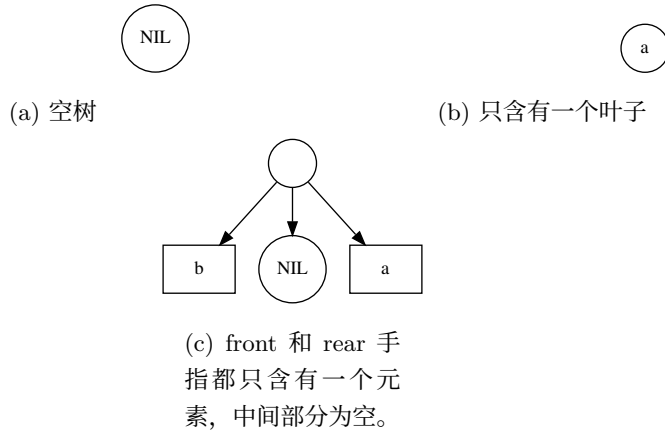 NIL
a
(a) 空树
(b) 只含有一个叶子
b
NIL
a
(c) front 和 rear 手
指都只含有一个元
素，中间部分为空。